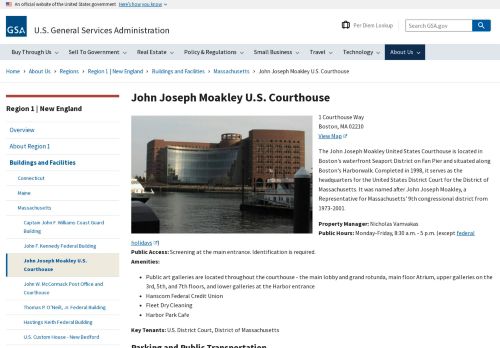 An official website of the United States government Here's how you know
GSA
U.S. General Services Administration
Per Diem Lookup
Search GSA.gov
Buy Through Us
Sell To Government
Real Estate
Policy & Regulations
Small Business
Travel
Technology
About Us
Home › About Us › Regions › Region 1 | New England › Buildings and Facilities › Massachusetts › John Joseph Moakley U.S. Courthouse
Region 1 | New England
Overview
About Region 1
Buildings and Facilities
Connecticut
Maine
Massachusetts
Captain John F. Williams Coast Guard
Building
John F. Kennedy Federal Building
John Joseph Moakley U.S.
Courthouse
John W. McCormack Post Office and
Courthouse
Thomas P. O'Neill, Jr. Federal Building
Hastings Keith Federal Building
U.S. Custom House - New Bedford
John Joseph Moakley U.S. Courthouse
1 Courthouse Way
Boston, MA 02210
View Map
The John Joseph Moakley United States Courthouse is located in
Boston's waterfront Seaport District on Fan Pier and situated along
Boston's Harborwalk. Completed in 1998, it serves as the
headquarters for the United States District Court for the District of
Massachusetts. It was named after John Joseph Moakley, a
Representative for Massachusetts' 9th congressional district from
1973-2001.
Property Manager: Nicholas Vamvakas
Public Hours: Monday–Friday, 8:30 a.m. - 5 p.m. (except federal
holidays )
Public Access: Screening at the main entrance. Identification is required.
Amenities:
• Public art galleries are located throughout the courthouse - the main lobby and grand rotunda, main floor Atrium, upper galleries on
the 3rd, 5th, and 7th floors, and lower galleries at the Harbor entrance
• Hanscom Federal Credit Union
• Fleet Dry Cleaning
• Harbor Park Cafe
Key Tenants: U.S. District Court, District of Massachusetts
Parking and Public Transportation